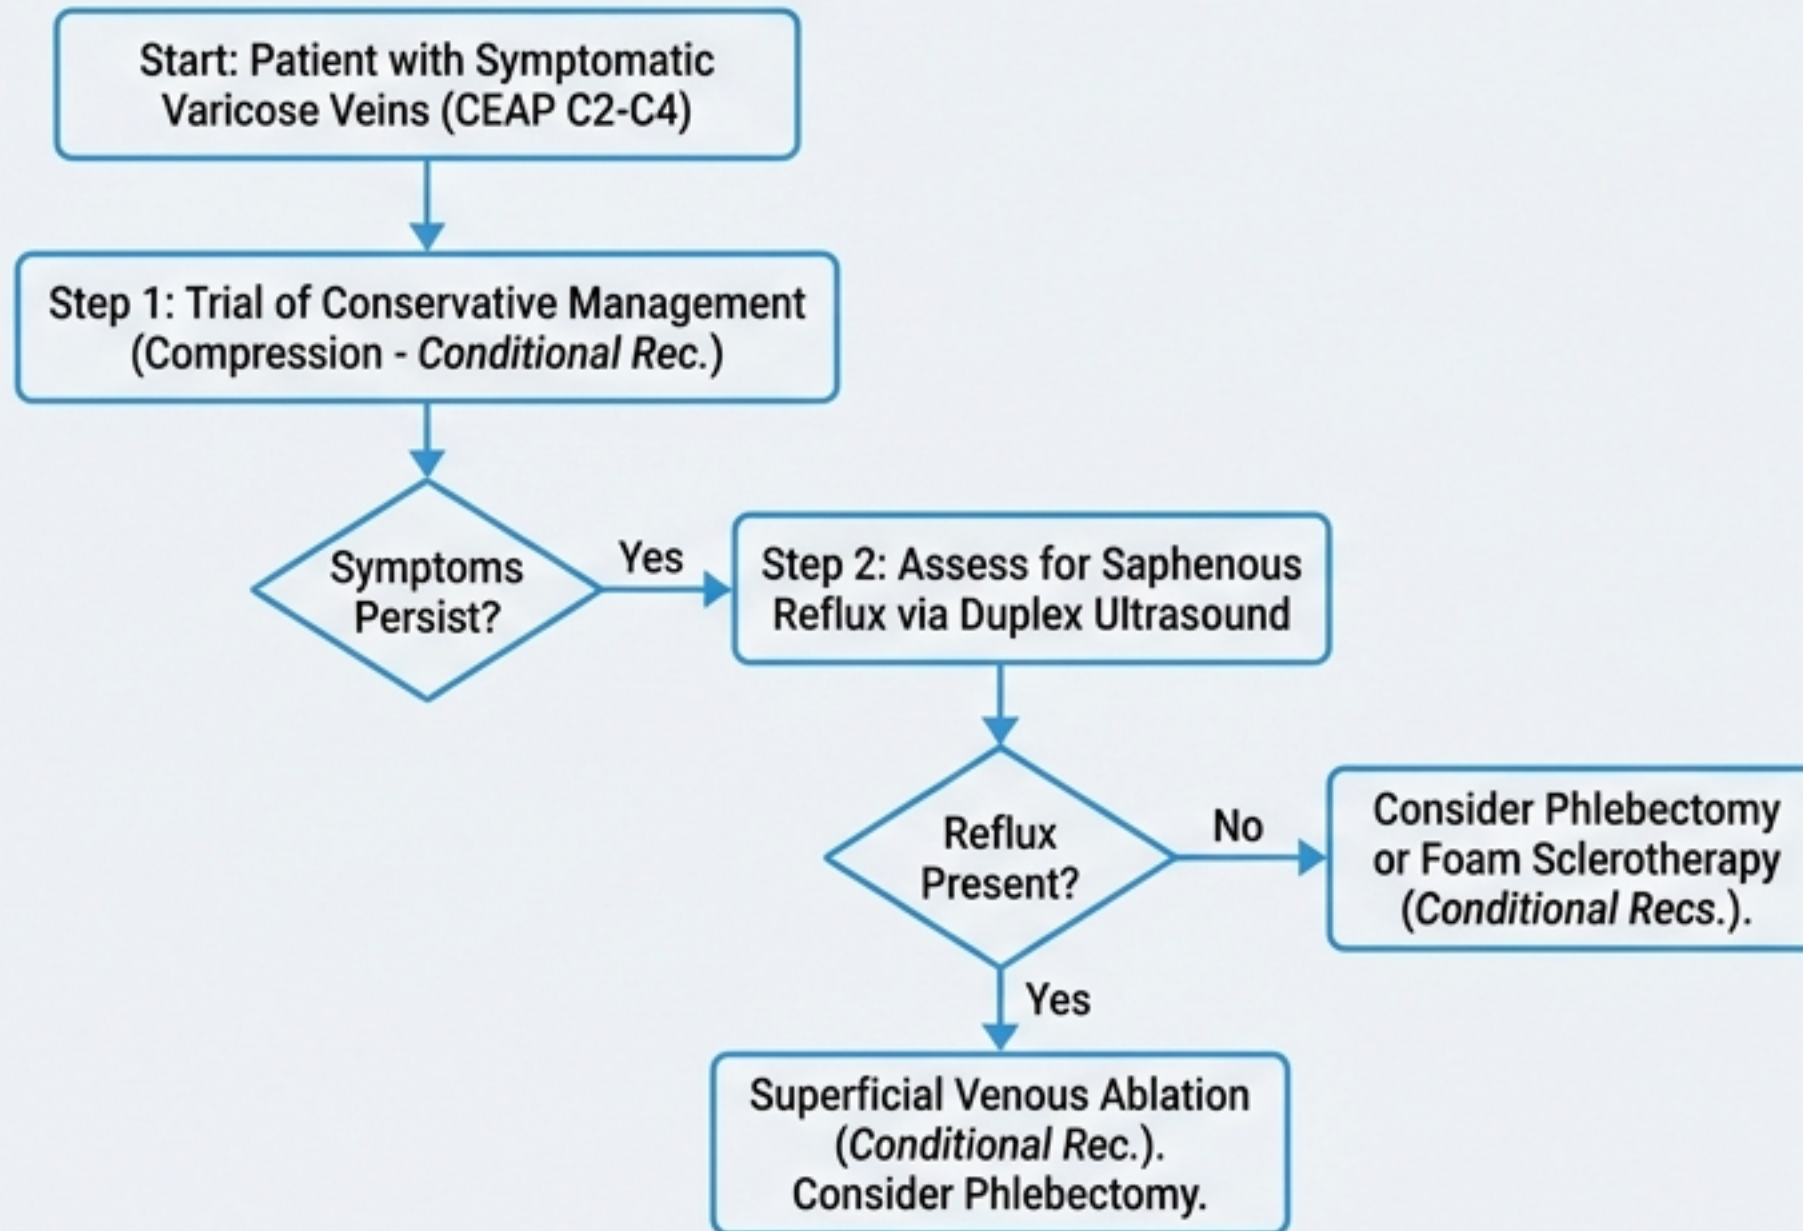 Start: Patient with Symptomatic
Varicose Veins (CEAP C2-C4)
Step 1: Trial of Conservative Management
(Compression - Conditional Rec.)
Symptoms
Persist?
Yes
Step 2: Assess for Saphenous
Reflux via Duplex Ultrasound
Reflux
Present?
No
Consider Phlebectomy
or Foam Sclerotherapy
(Conditional Recs.).
Yes
Superficial Venous Ablation
(Conditional Rec.).
Consider Phlebectomy.